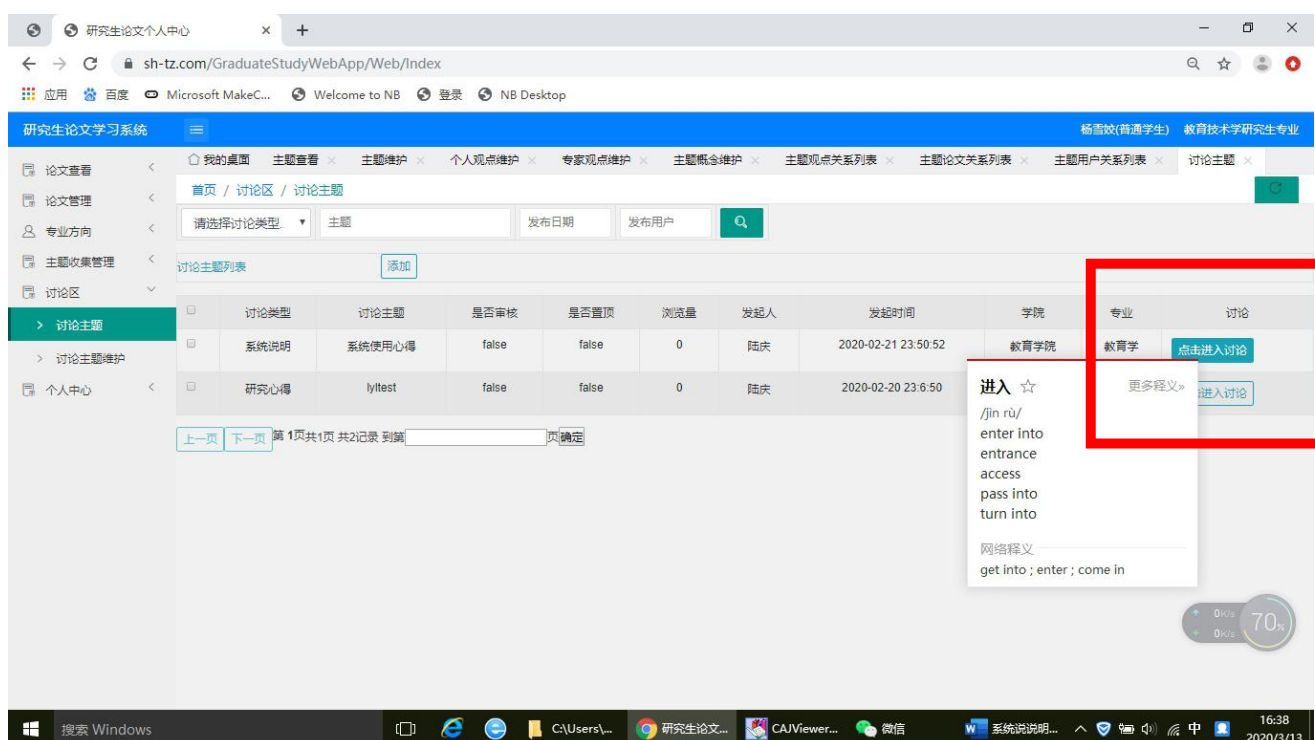 研究生论文个人中心
sh-tz.com/GraduateStudyWebApp/Web/Index
应用 百度 Microsoft MakeC... Welcome to NB 登录 NB Desktop
研究生论文学习系统 杨雪姣(普通学生) 教育技术学研究生专业
我的桌面 主题查看 主题维护 个人观点维护 专家观点维护 主题概念维护 主题观点关系列表 主题论文关系列表 主题用户关系列表 讨论主题
首页 / 讨论区 / 讨论主题
论文查看
论文管理
专业方向
主题收集管理
讨论区
讨论主题
讨论主题维护
个人中心
请选择讨论类型 主题 发布日期 发布用户
讨论主题列表 添加
讨论类型 讨论主题 是否审核 是否置顶 浏览量 发起人 发起时间 学院 专业 讨论
系统说明 系统使用心得 false false 0 陆庆 2020-02-21 23:50:52 教育学院 教育学 点击进入讨论
研究心得 lyltest false false 0 陆庆 2020-02-20 23:6:50 进入讨论
上一页 下一页 第 1页共1页 共2记录 到第 页 确定
进入 更多释义»
/jìn rù/
enter into
entrance
access
pass into
turn into
网络释义
get into ; enter ; come in
0K/s
0K/s
70%
搜索 Windows C:\Users\... 研究生论文... CAJViewer... 微信 系统说说明... 中 16:38
2020/3/13